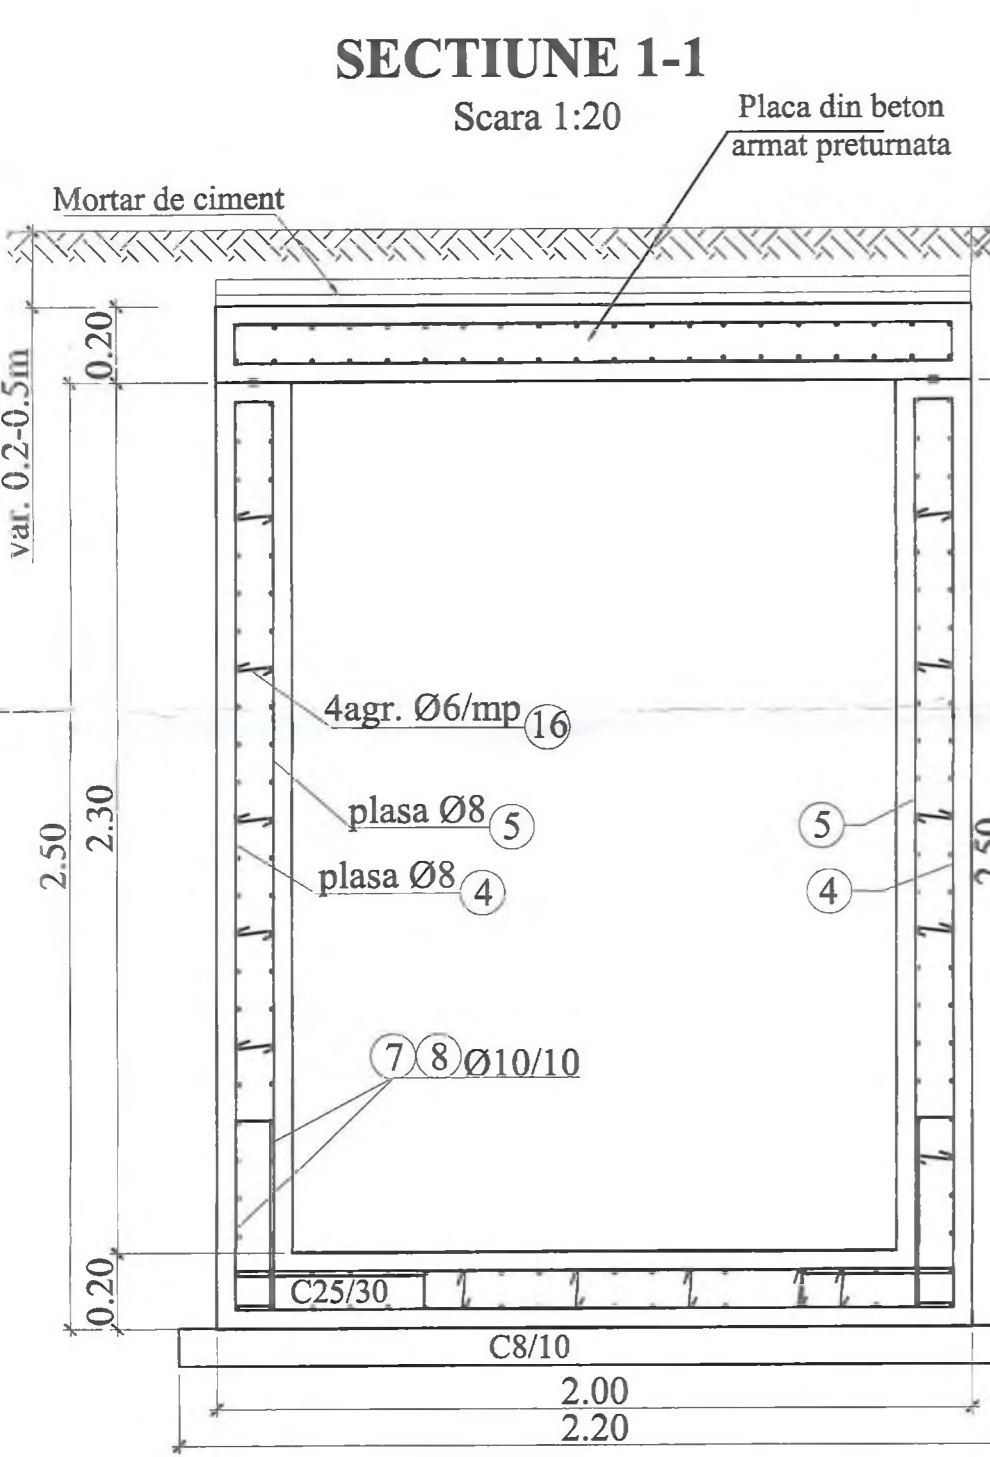 SECTIUNE 1-1
Scara 1:20
Placa din beton
armat preturnata
Mortar de ciment
var. 0.2-0.5m
0.20
2.50
2.30
0.20
4agr. Ø6/mp 16
plasa Ø8 5
plasa Ø8 4
5
4
2.50
7 8 Ø10/10
C25/30
C8/10
2.00
2.20